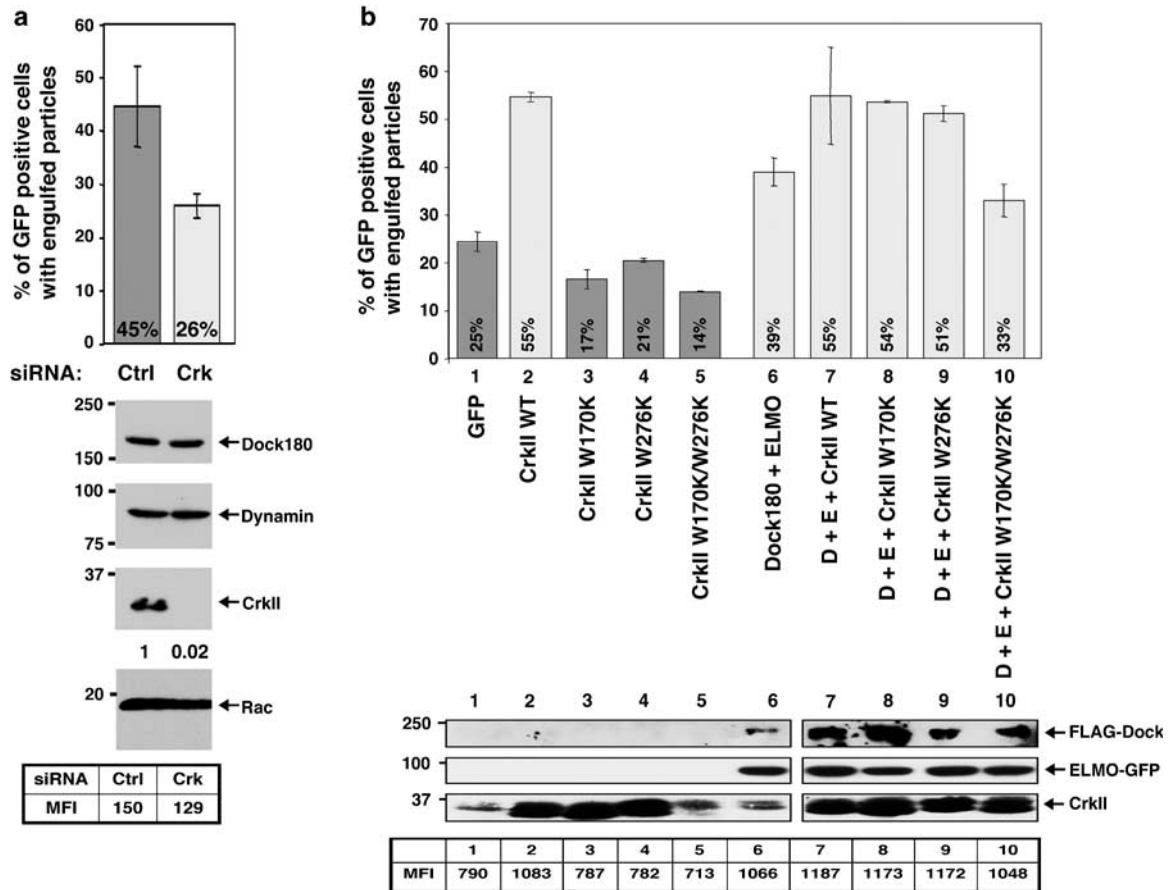 a
% of GFP positive cells
with engulfed particles
60
50
40
30
20
10
0
45% 26%
siRNA: Ctrl Crk
250
150
Dock180
100
75
Dynamin
37
CrkII
1 0.02
20
Rac
siRNA Ctrl Crk
MFI 150 129
b
% of GFP positive cells
with engulfed particles
70
60
50
40
30
20
10
0
25% 55% 17% 21% 14% 39% 55% 54% 51% 33%
1 2 3 4 5 6 7 8 9 10
GFP
CrkII WT
CrkII W170K
CrkII W276K
CrkII W170K/W276K
Dock180 + ELMO
D + E + CrkII WT
D + E + CrkII W170K
D + E + CrkII W276K
D + E + CrkII W170K/W276K
1 2 3 4 5 6 7 8 9 10
250
FLAG-Dock
100
ELMO-GFP
37
CrkII
1 2 3 4 5 6 7 8 9 10
MFI 790 1083 787 782 713 1066 1187 1173 1172 1048